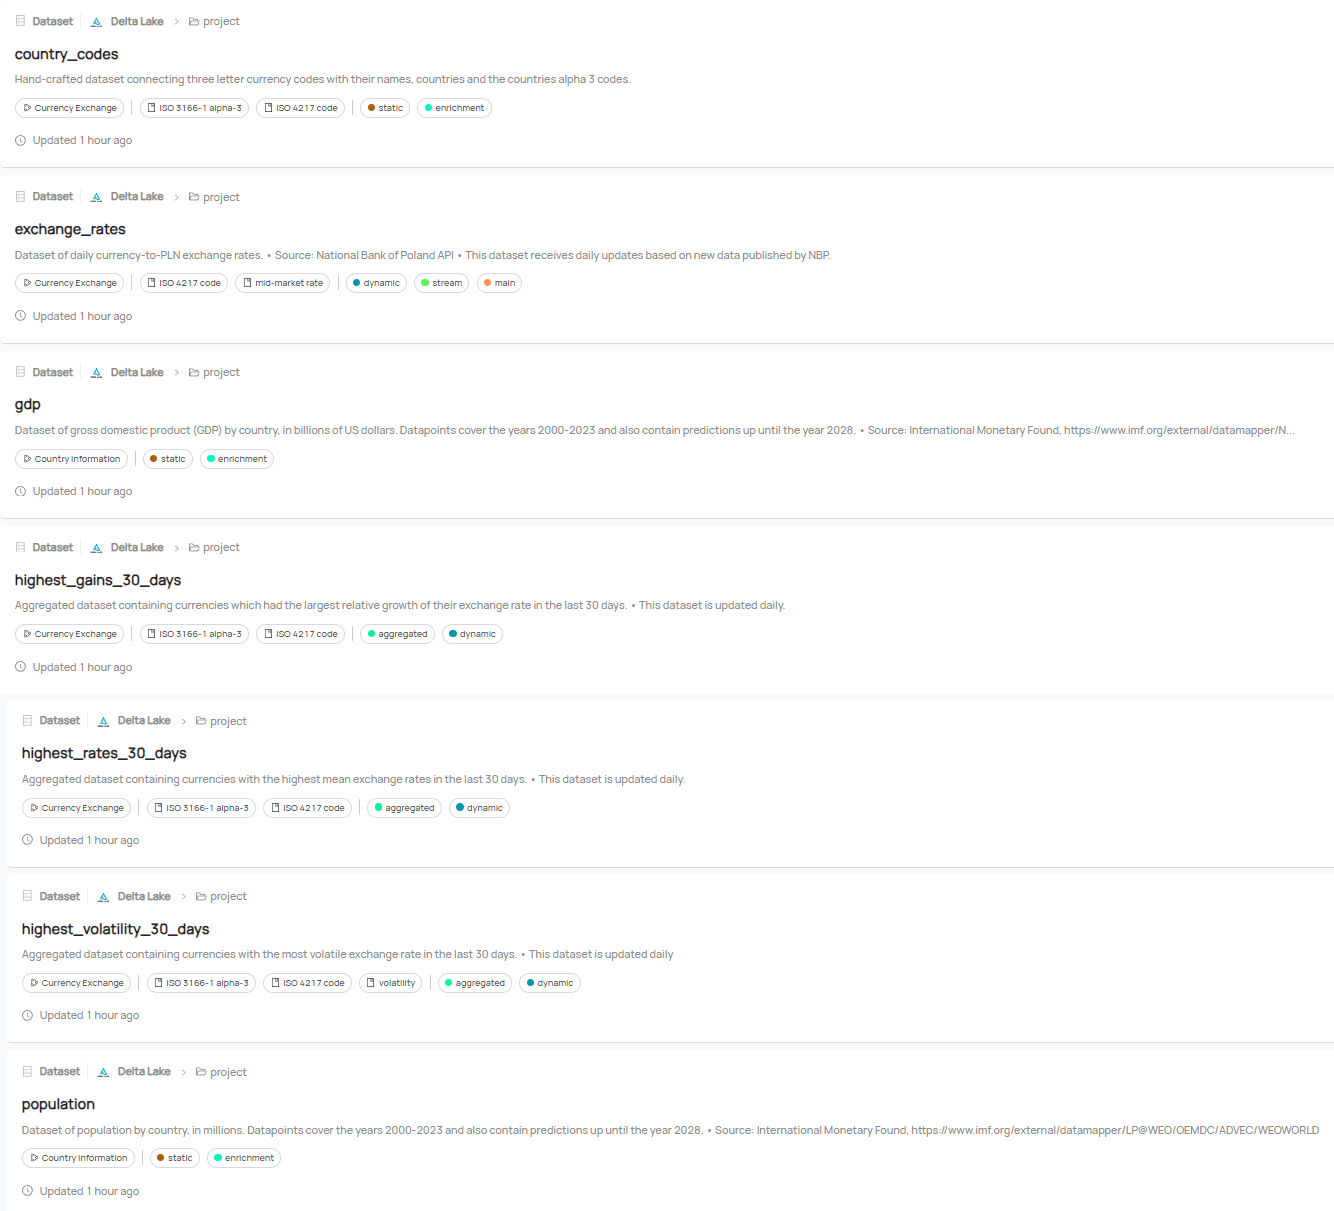 Dataset Delta Lake > project
country_codes
Hand-crafted dataset connecting three letter currency codes with their names, countries and the countries alpha 3 codes.
Currency Exchange ISO 3166-1 alpha-3 ISO 4217 code static enrichment
Updated 1 hour ago
Dataset Delta Lake > project
exchange_rates
Dataset of daily currency-to-PLN exchange rates. • Source: National Bank of Poland API • This dataset receives daily updates based on new data published by NBP.
Currency Exchange ISO 4217 code mid-market rate dynamic stream main
Updated 1 hour ago
Dataset Delta Lake > project
gdp
Dataset of gross domestic product (GDP) by country, in billions of US dollars. Datapoints cover the years 2000-2023 and also contain predictions up until the year 2028. • Source: International Monetary Found, https://www.imf.org/external/datamapper/N...
Country Information static enrichment
Updated 1 hour ago
Dataset Delta Lake > project
highest_gains_30_days
Aggregated dataset containing currencies which had the largest relative growth of their exchange rate in the last 30 days. • This dataset is updated daily.
Currency Exchange ISO 3166-1 alpha-3 ISO 4217 code aggregated dynamic
Updated 1 hour ago
Dataset Delta Lake > project
highest_rates_30_days
Aggregated dataset containing currencies with the highest mean exchange rates in the last 30 days. • This dataset is updated daily.
Currency Exchange ISO 3166-1 alpha-3 ISO 4217 code aggregated dynamic
Updated 1 hour ago
Dataset Delta Lake > project
highest_volatility_30_days
Aggregated dataset containing currencies with the most volatile exchange rate in the last 30 days. • This dataset is updated daily
Currency Exchange ISO 3166-1 alpha-3 ISO 4217 code volatility aggregated dynamic
Updated 1 hour ago
Dataset Delta Lake > project
population
Dataset of population by country, in millions. Datapoints cover the years 2000-2023 and also contain predictions up until the year 2028. • Source: International Monetary Found, https://www.imf.org/external/datamapper/LP@WEO/OEMDC/ADVEC/WEOWORLD
Country Information static enrichment
Updated 1 hour ago